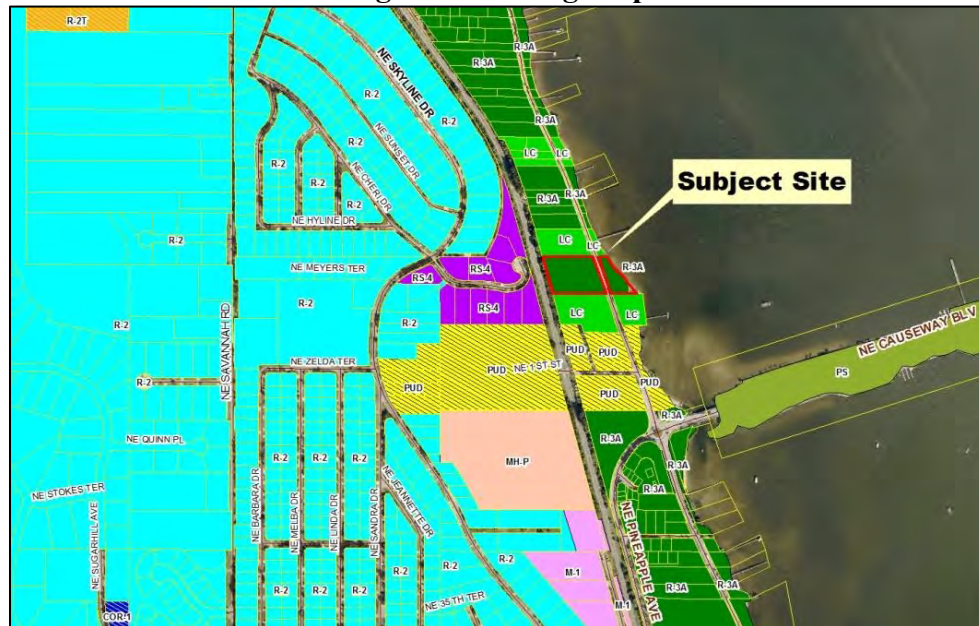 R-2T
R-3A
NE SKYLINE DR
R-2
R-3A
R-2
R-2
R-3A
NE SUNSET DR
R-2
R-2
LC
LC
R-2
NE CHERI DR
R-3A
R-3A
Subject Site
R-2
NE HYLINE DR
R-2
LC
LC
NE MEYERS TER
RS-4
RS-4
R-3A
R-2
RS-4
LC
LC
R-2
R-2
NE SAVANNAH RD
NE ZELDA TER
PUD
PUD
NE CAUSEWAY BLV
PUD
NE 1 ST ST
PUD
PS
R-2
PUD
PUD
R-3A
NE QUINN PL
R-3A
R-2
R-2
R-2
R-2
MH-P
R-3A
NE STOKES TER
NE BARBARA DR
NE MELBA DR
NE LINDA DR
NE SANDRA DR
NE JEANNETTE DR
R-3A
NE SUGARHILL AVE
NE PINEAPPLE AVE
R-2
R-2
R-2
R-2
R-2
M-1
R-3A
R-3A
COR-1
NE 35TH TER
M-1